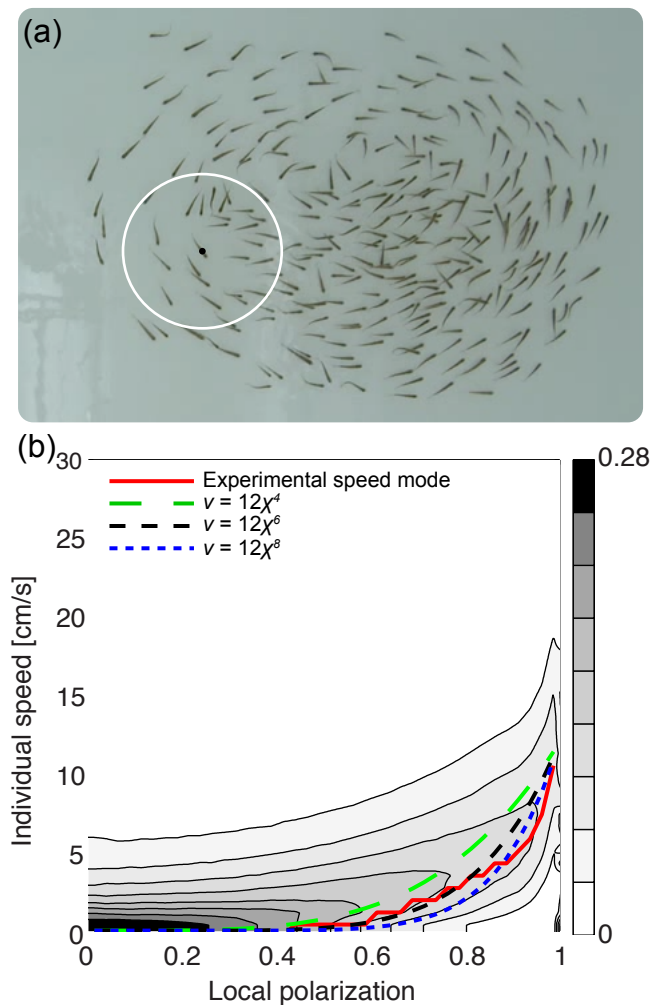 (a)
(b)
30
25
20
15
10
5
0
Individual speed [cm/s]
Experimental speed mode
v = 12χ⁴
v = 12χ⁶
v = 12χ⁸
0.28
0
0 0.2 0.4 0.6 0.8 1
Local polarization